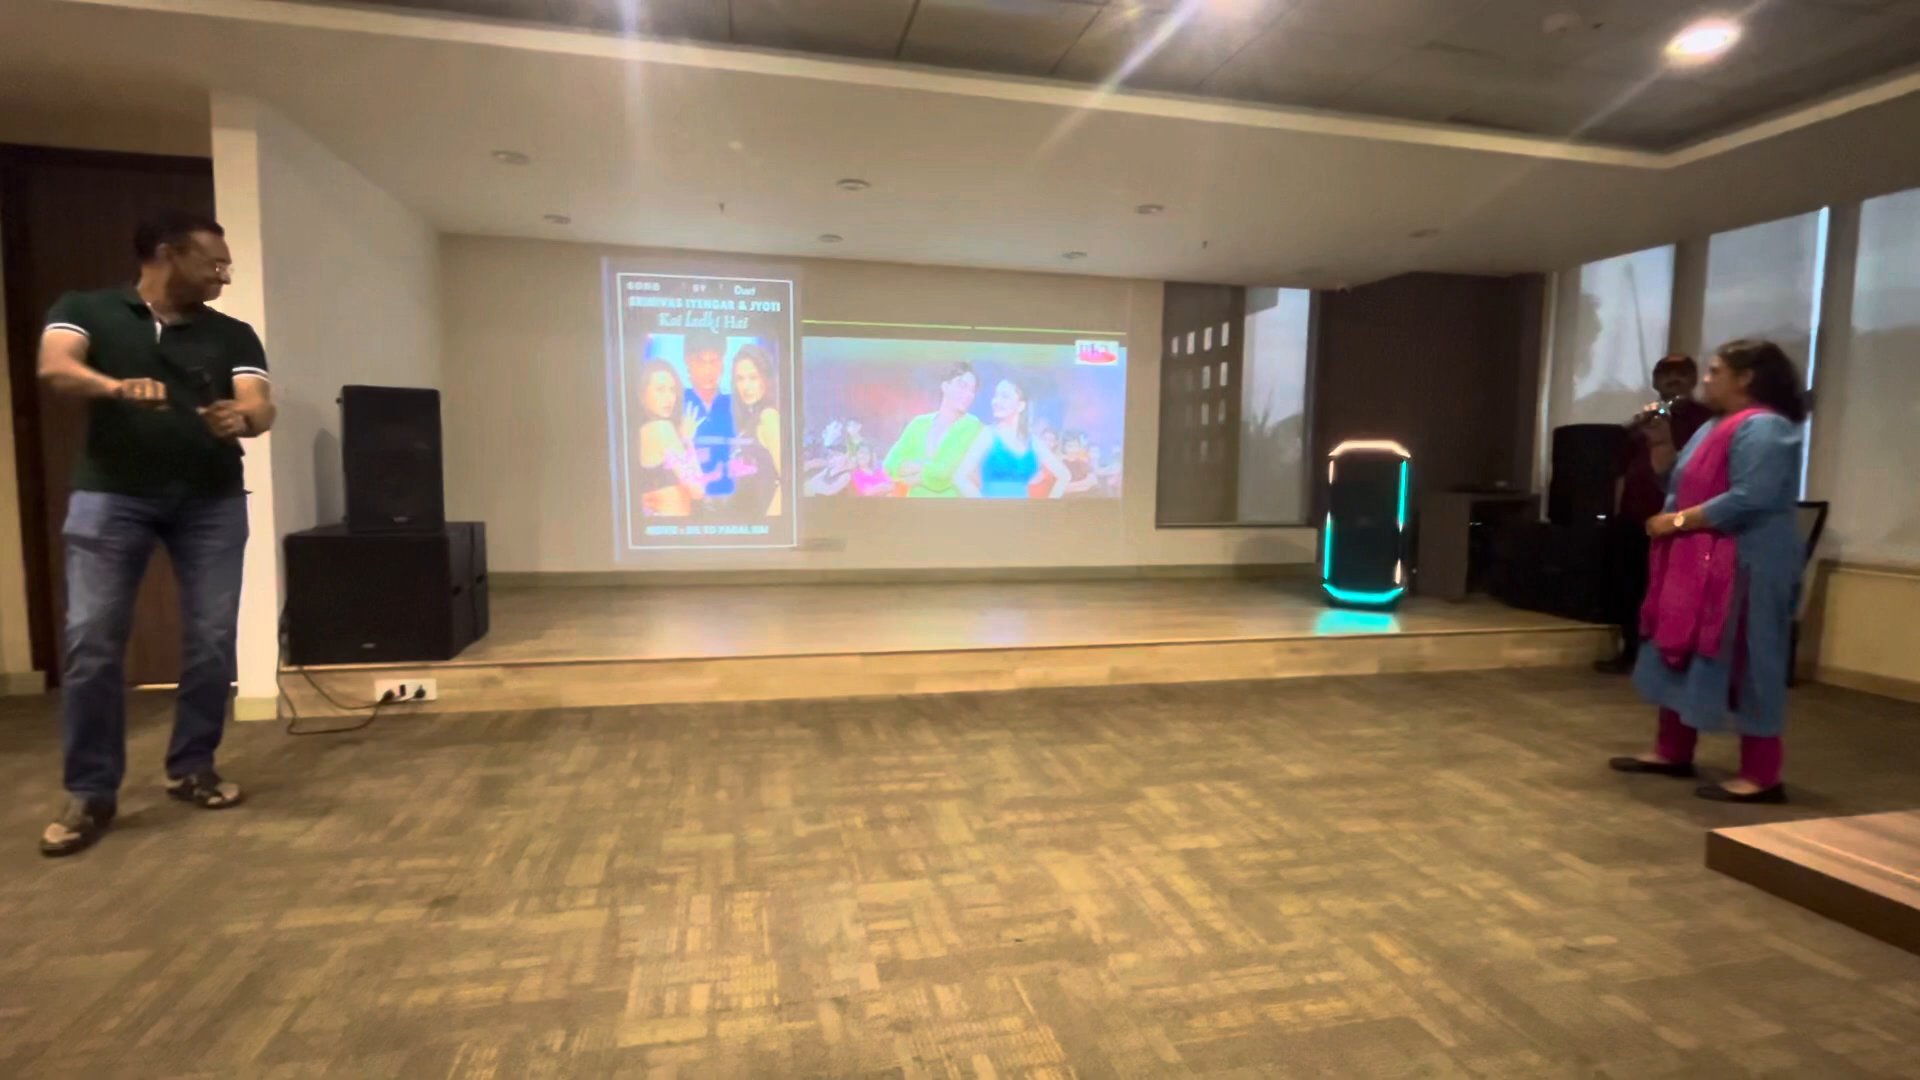 SONG BY Duet
SRINIVAS IYENGAR & JYOTI
Koi ladki Hai
MOVIE : DIL TO PAGAL HAI